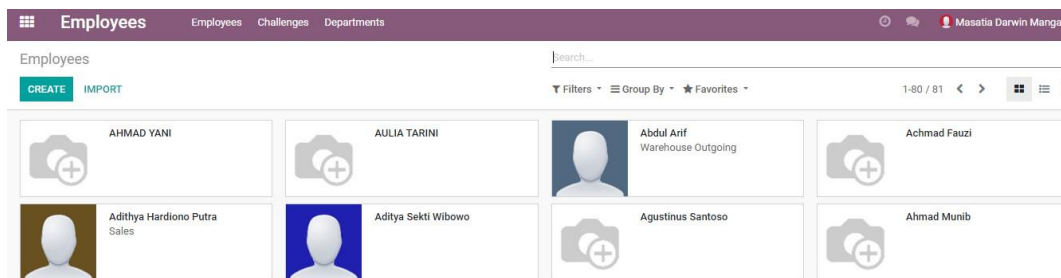 Employees Employees Challenges Departments Masatia Darwin Manga
Employees Search...
CREATE IMPORT Filters Group By Favorites 1-80 / 81
AHMAD YANI AULIA TARINI Abdul Arif Achmad Fauzi
Warehouse Outgoing
Adithya Hardiono Putra Aditya Sekti Wibowo Agustinus Santoso Ahmad Munib
Sales